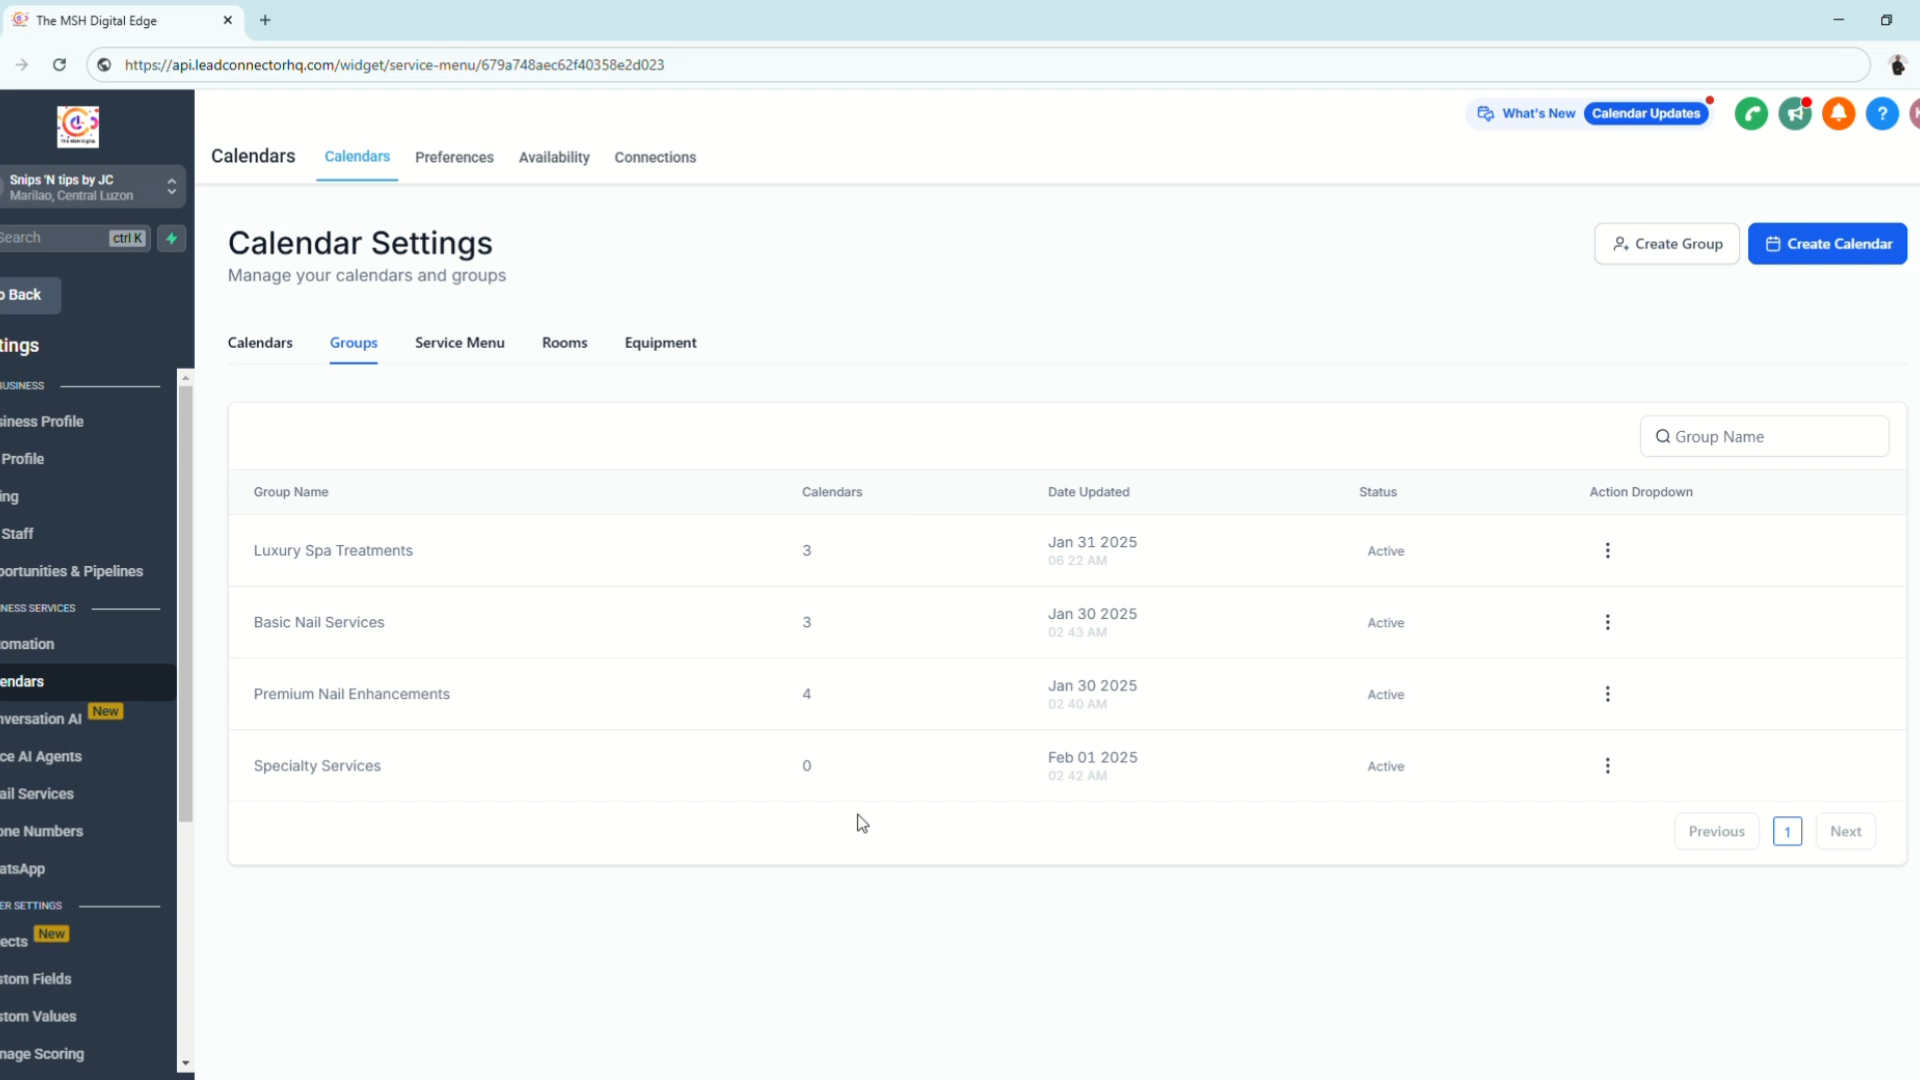 The MSH Digital Edge
https://api.leadconnectorhq.com/widget/service-menu/679a748aec62f40358e2d023
What's New
Calendar Updates
Calendars
Calendars
Preferences
Availability
Connections
Snips 'N tips by JC
Marilao, Central Luzon
Search
ctrl K
o Back
tings
BUSINESS
siness Profile
Profile
ing
Staff
portunities & Pipelines
NESS SERVICES
omation
endars
nversation AI
New
ce AI Agents
ail Services
one Numbers
atsApp
ER SETTINGS
ects
New
stom Fields
stom Values
nage Scoring
Calendar Settings
Manage your calendars and groups
Create Group
Create Calendar
Calendars
Groups
Service Menu
Rooms
Equipment
Group Name
Group Name
Calendars
Date Updated
Status
Action Dropdown
Luxury Spa Treatments
3
Jan 31 2025
06 22 AM
Active
Basic Nail Services
3
Jan 30 2025
02 43 AM
Active
Premium Nail Enhancements
4
Jan 30 2025
02 40 AM
Active
Specialty Services
0
Feb 01 2025
02 42 AM
Active
Previous
1
Next